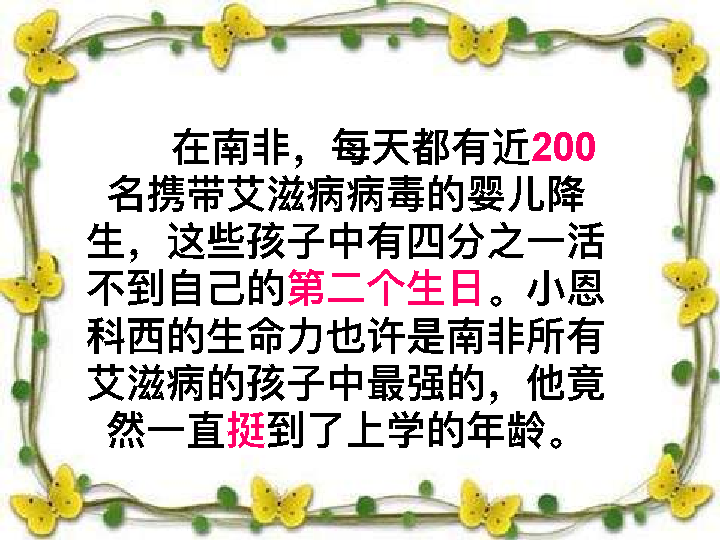 在南非，每天都有近200
名携带艾滋病病毒的婴儿降
生，这些孩子中有四分之一活
不到自己的第二个生日。小恩
科西的生命力也许是南非所有
艾滋病的孩子中最强的，他竟
然一直挺到了上学的年龄。